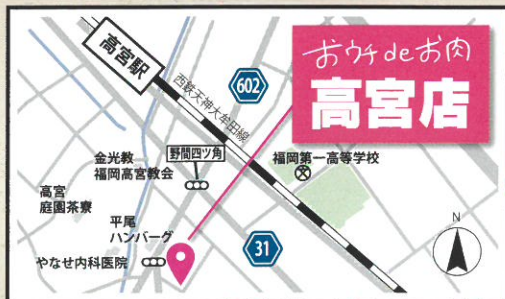 おウチdeお肉
高宮店
高宮駅
西鉄天神大牟田線
602
金光教
福岡高宮教会
野間四ツ角
福岡第一高等学校
文
高宮
庭園茶寮
平尾
ハンバーグ
やなせ内科医院
31
N